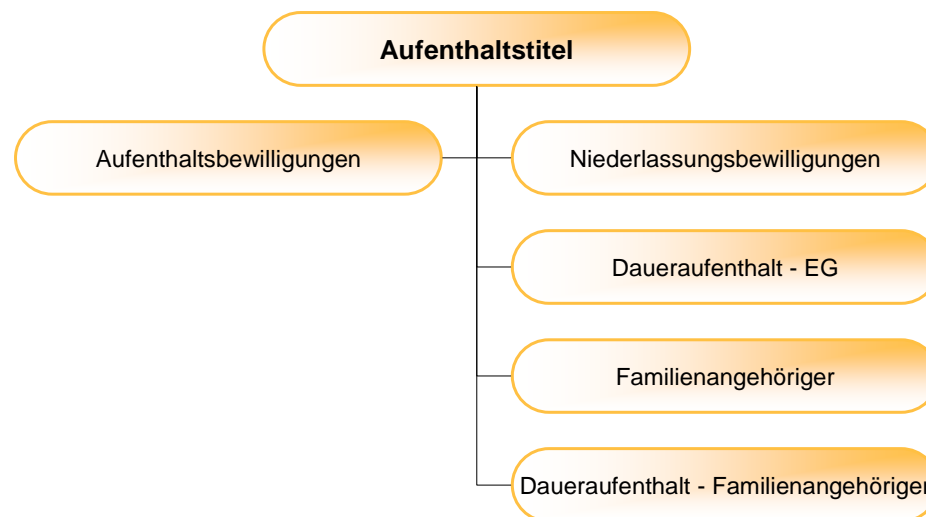 Aufenthaltstitel
Aufenthaltsbewilligungen
Niederlassungsbewilligungen
Daueraufenthalt - EG
Familienangehöriger
Daueraufenthalt - Familienangehöriger